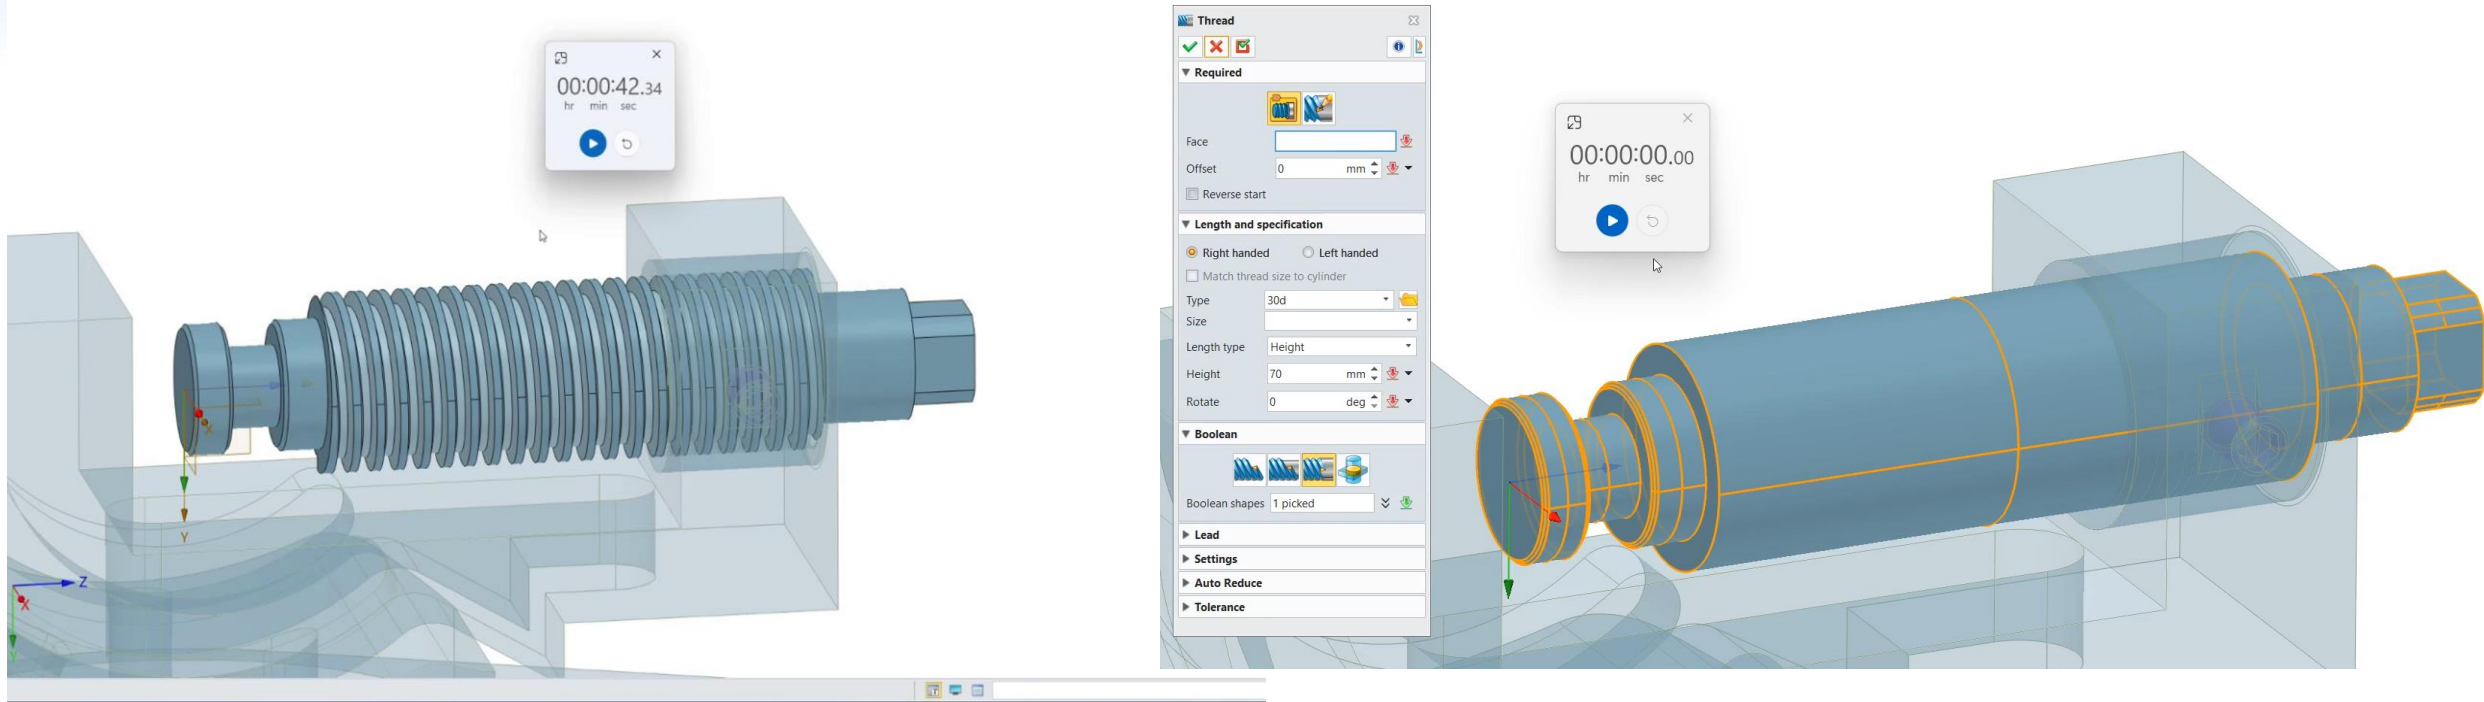 00:00:42.34
hr min sec
Y
Z
X
Y
Thread
Required
Face
Offset 0 mm
Reverse start
Length and specification
Right handed Left handed
Match thread size to cylinder
Type 30d
Size
Length type Height
Height 70 mm
Rotate 0 deg
Boolean
Boolean shapes 1 picked
Lead
Settings
Auto Reduce
Tolerance
00:00:00.00
hr min sec